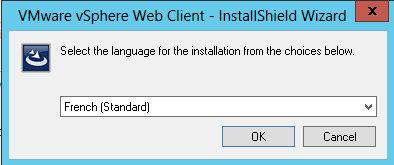 VMware vSphere Web Client - InstallShield Wizard
Select the language for the installation from the choices below.
French (Standard)
OK
Cancel